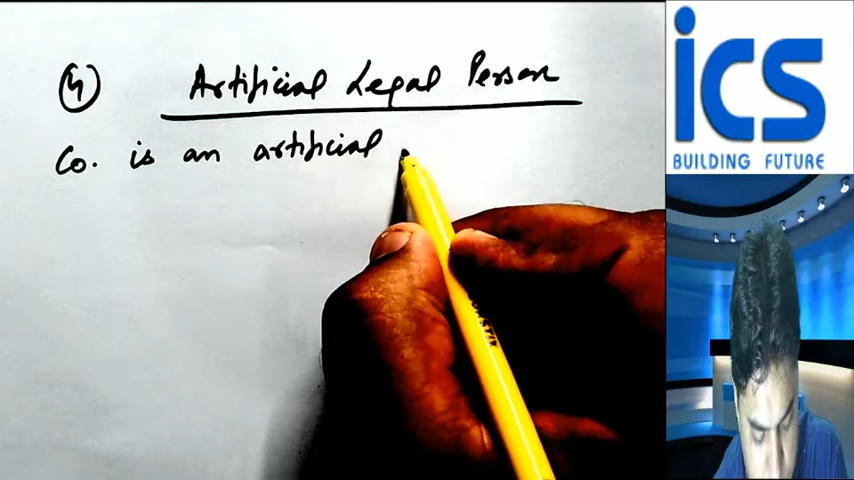 (4) Artificial Legal Person
Co. is an artificial
ics
BUILDING FUTURE